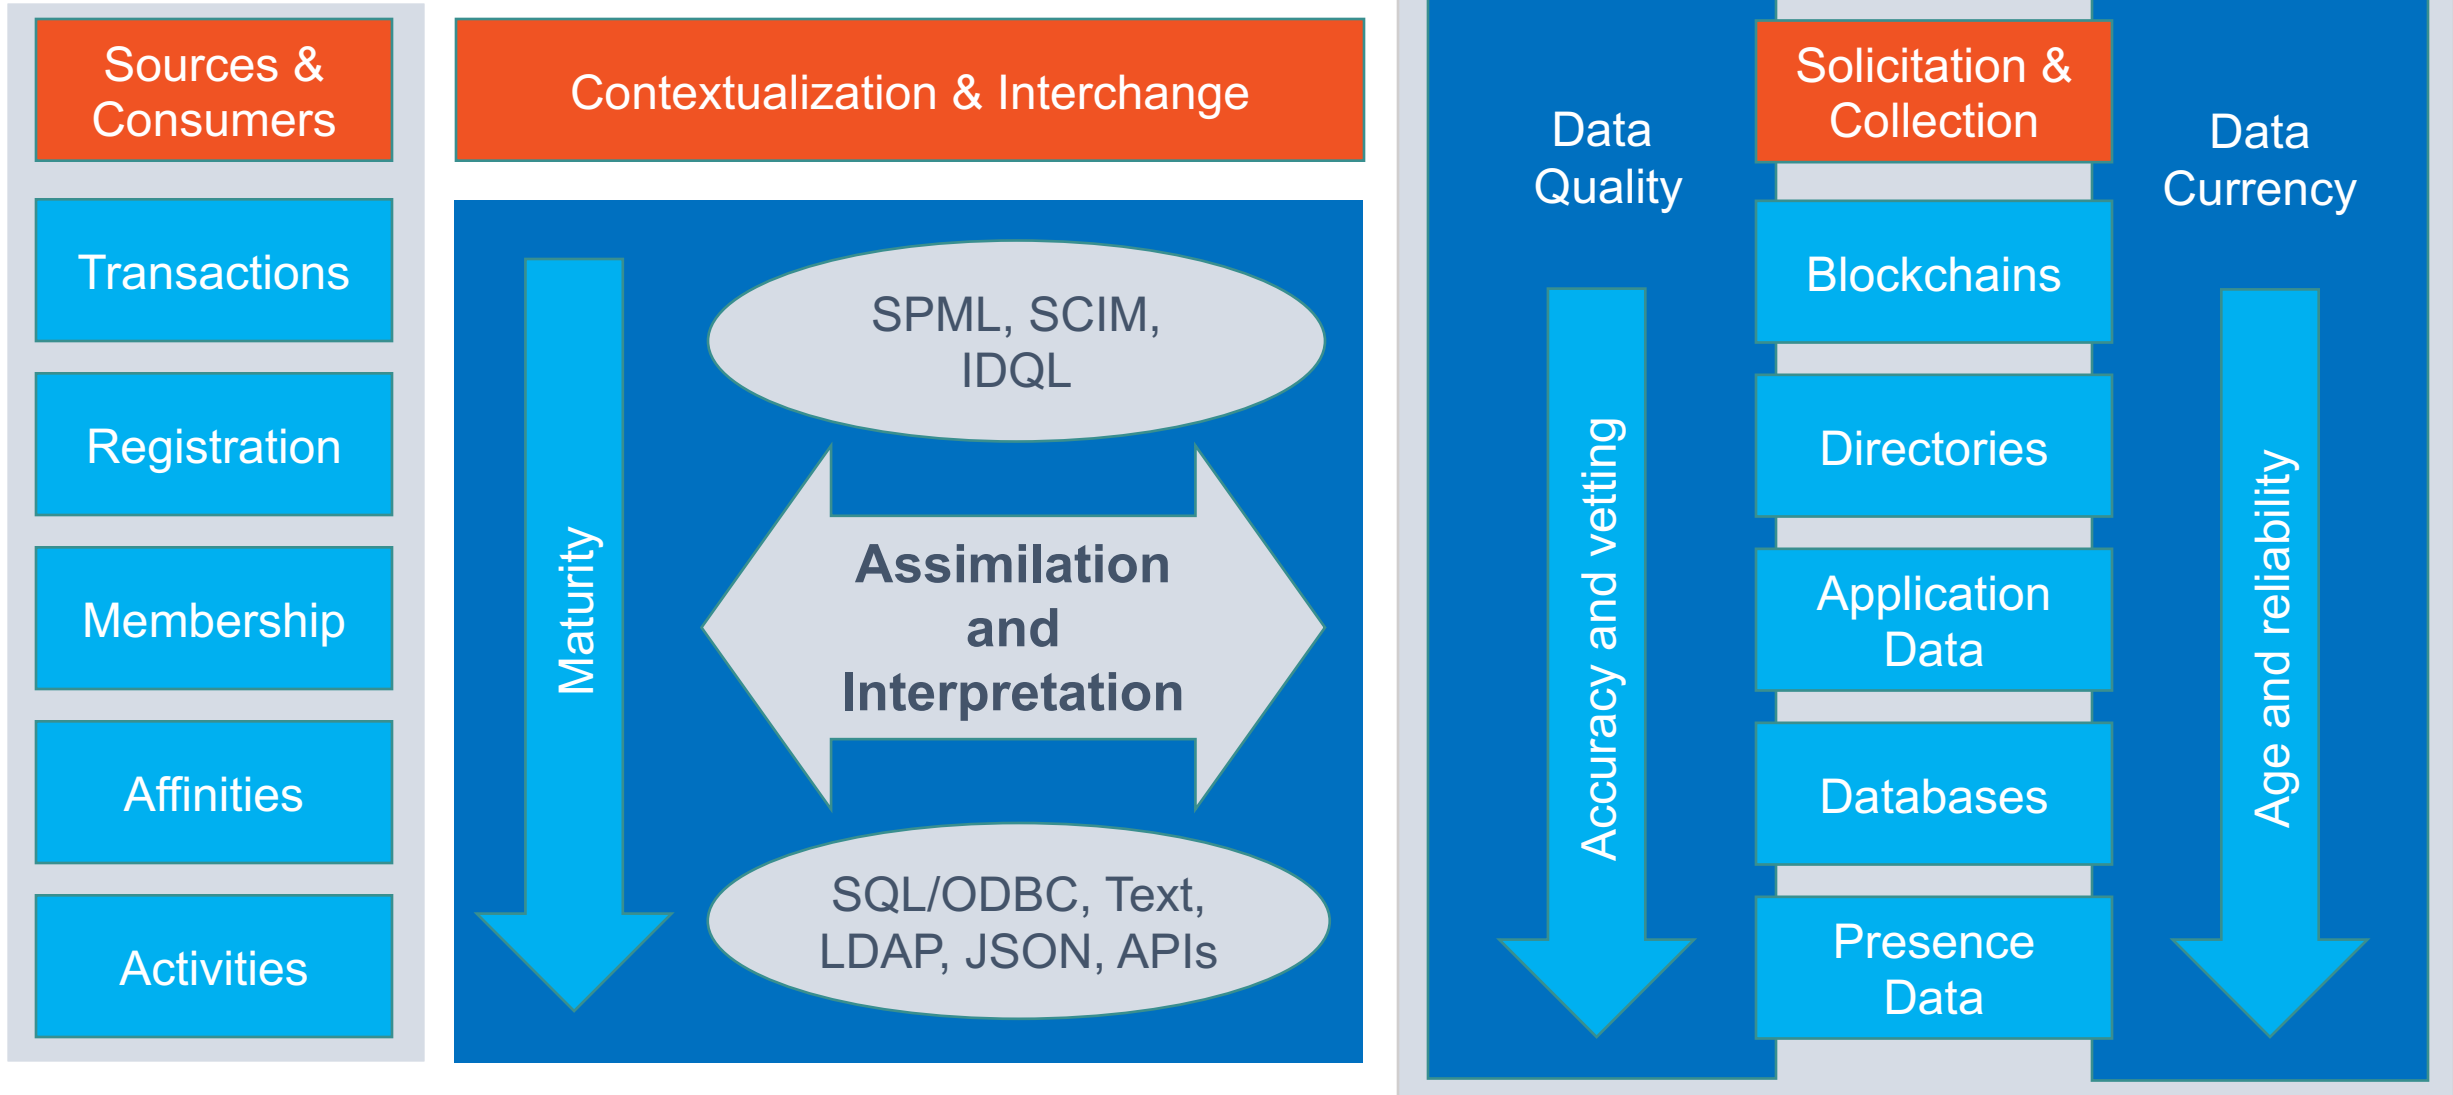 Sources &
Consumers
Transactions
Registration
Membership
Affinities
Activities
Contextualization & Interchange
Maturity
SPML, SCIM,
IDQL
Assimilation
and
Interpretation
SQL/ODBC, Text,
LDAP, JSON, APIs
Data
Quality
Accuracy and vetting
Solicitation &
Collection
Blockchains
Directories
Application
Data
Databases
Presence
Data
Data
Currency
Age and reliability